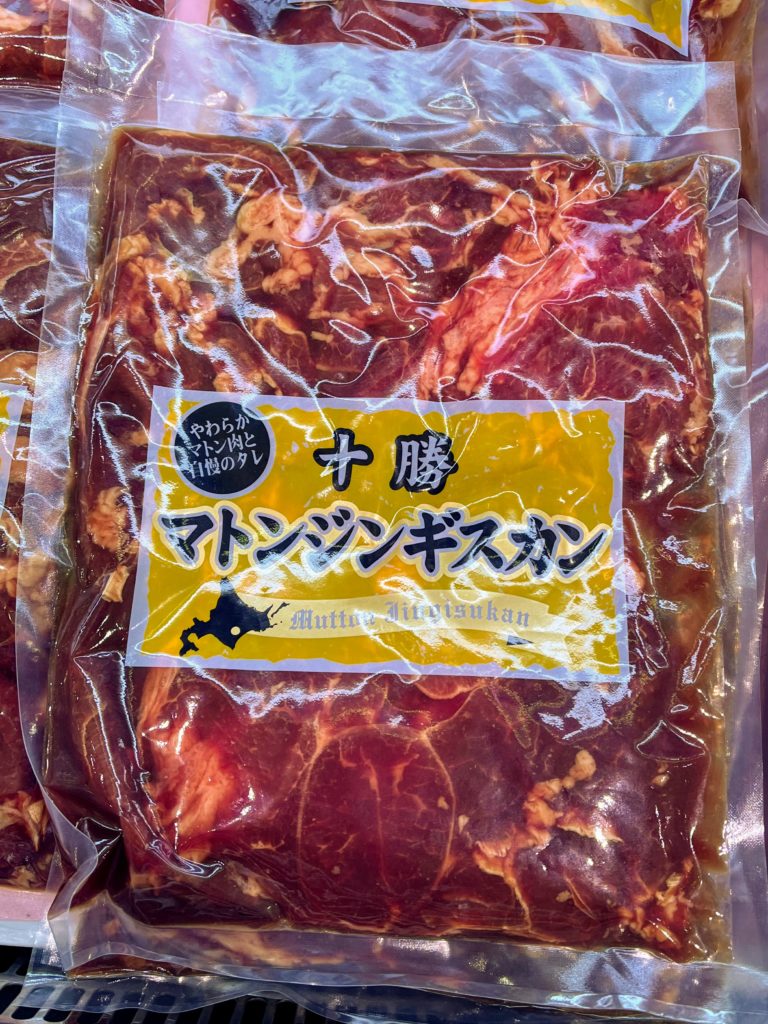 やわらか
マトン肉と
自慢のタレ
十勝
マトンジンギスカン
Mutton Jingisukan